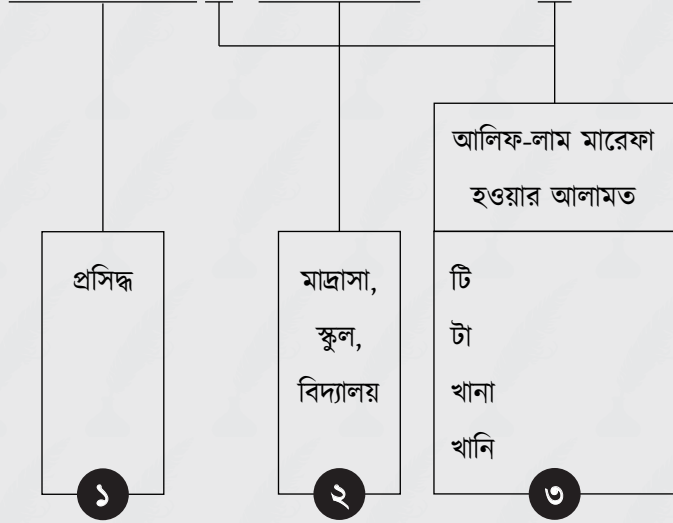 আলিফ-লাম মারেফা
হওয়ার আলামত
প্রসিদ্ধ
১
মাদ্রাসা,
স্কুল,
বিদ্যালয়
২
টি
টা
খানা
খানি
৩